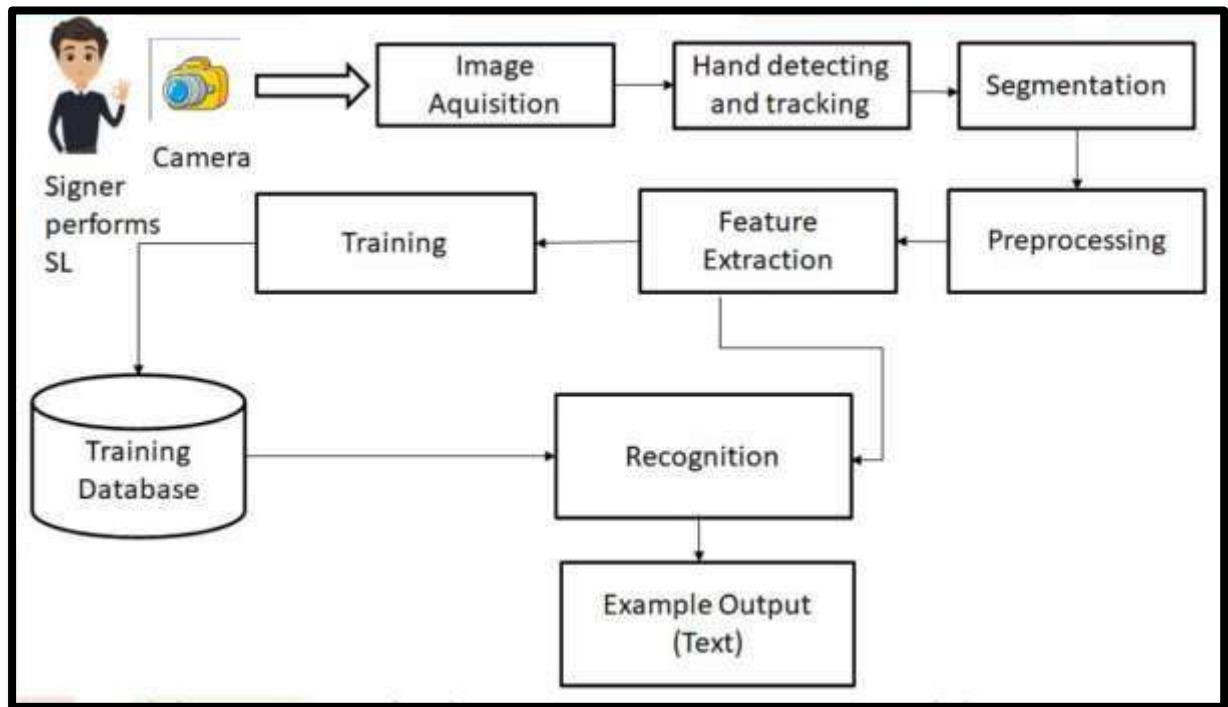 Signer
performs
SL
Camera
Image
Aquisition
Hand detecting
and tracking
Segmentation
Preprocessing
Feature
Extraction
Training
Training
Database
Recognition
Example Output
(Text)